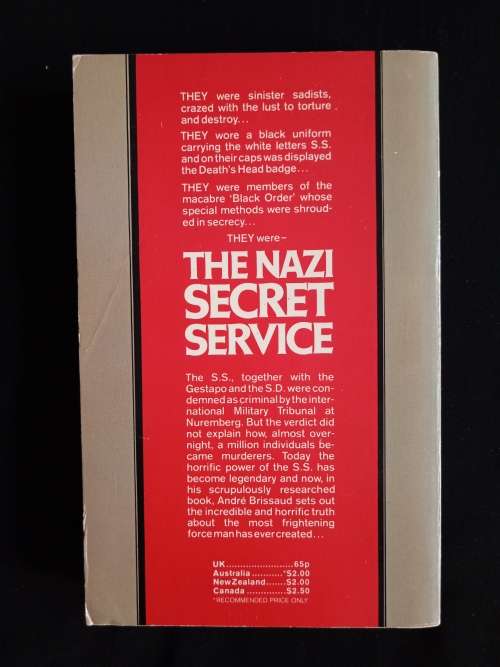 THEY were sinister sadists,
crazed with the lust to torture
and destroy...
THEY wore a black uniform
carrying the white letters S.S.
and on their caps was displayed
the Death's Head badge...
THEY were members of the
macabre 'Black Order' whose
special methods were shroud-
ed in secrecy...
THEY were–
THE NAZI
SECRET
SERVICE
The S.S., together with the
Gestapo and the S.D. were con-
demned as criminal by the inter-
national Military Tribunal at
Nuremberg. But the verdict did
not explain how, almost over-
night, a million individuals be-
came murderers. Today the
horrific power of the S.S. has
become legendary and now, in
his scrupulously researched
book, André Brissaud sets out
the incredible and horrific truth
about the most frightening
force man has ever created...
UK........................65p
Australia...........*$2.00
New Zealand.......$2.00
Canada..............$2.50
*RECOMMENDED PRICE ONLY